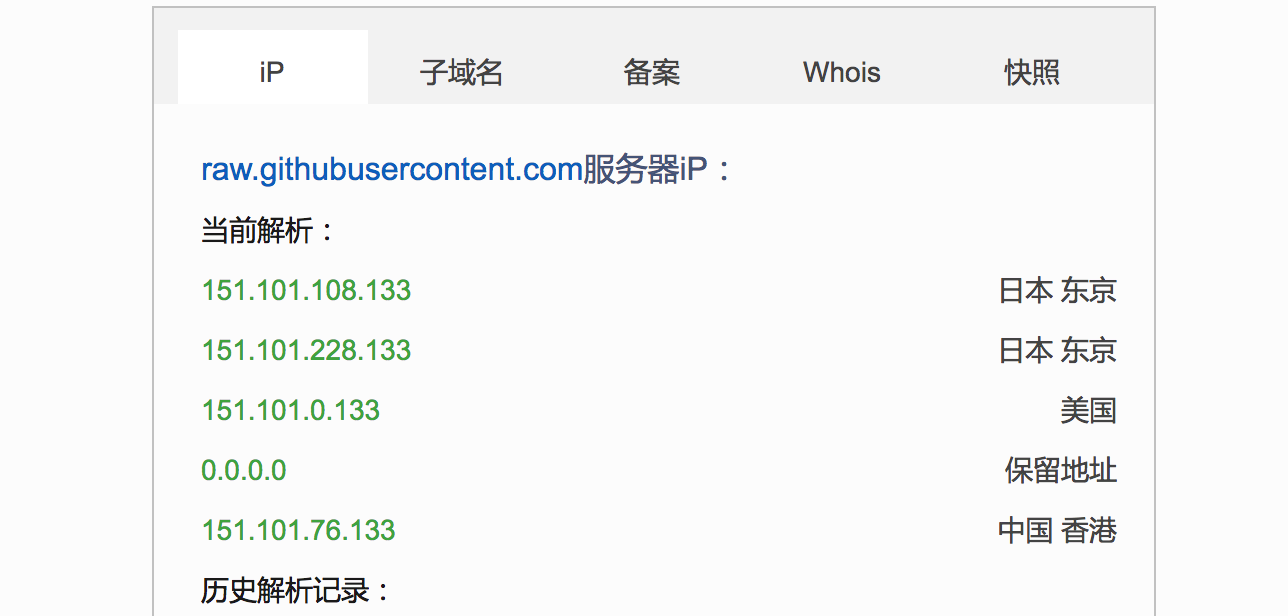 iP 子域名 备案 Whois 快照
raw.githubusercontent.com服务器iP：
当前解析：
151.101.108.133 日本 东京
151.101.228.133 日本 东京
151.101.0.133 美国
0.0.0.0 保留地址
151.101.76.133 中国 香港
历史解析记录：